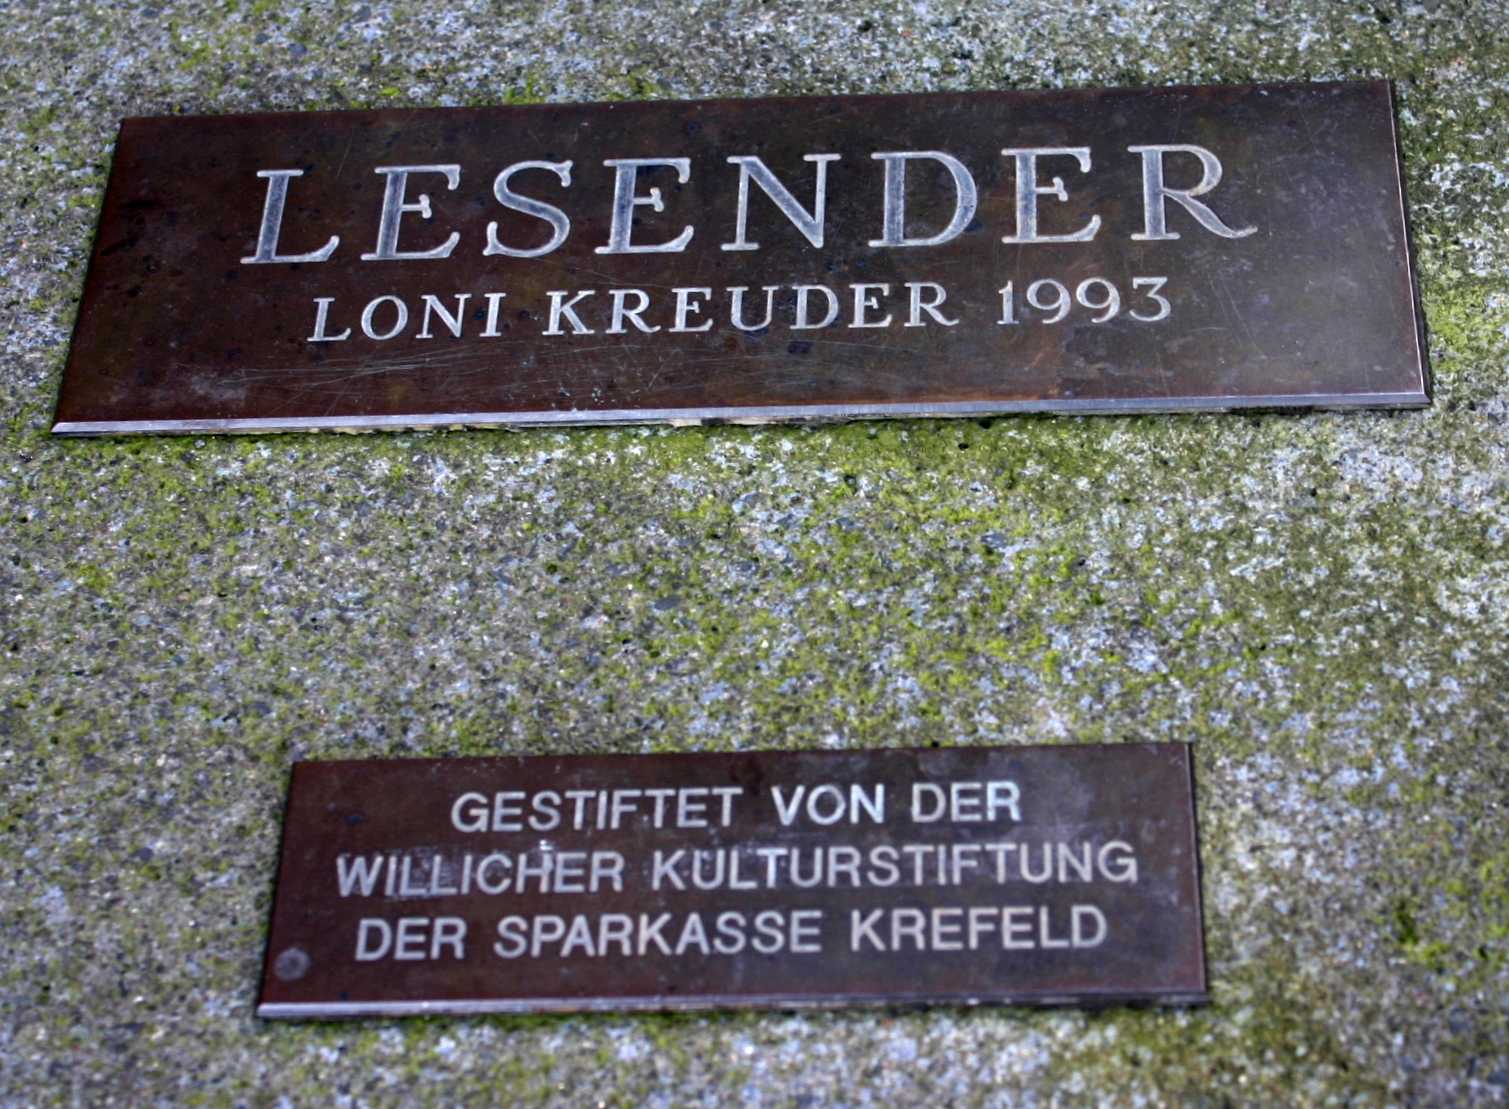 LESENDER
LONI KREUDER 1993
GESTIFTET VON DER
WILLICHER KULTURSTIFTUNG
DER SPARKASSE KREFELD